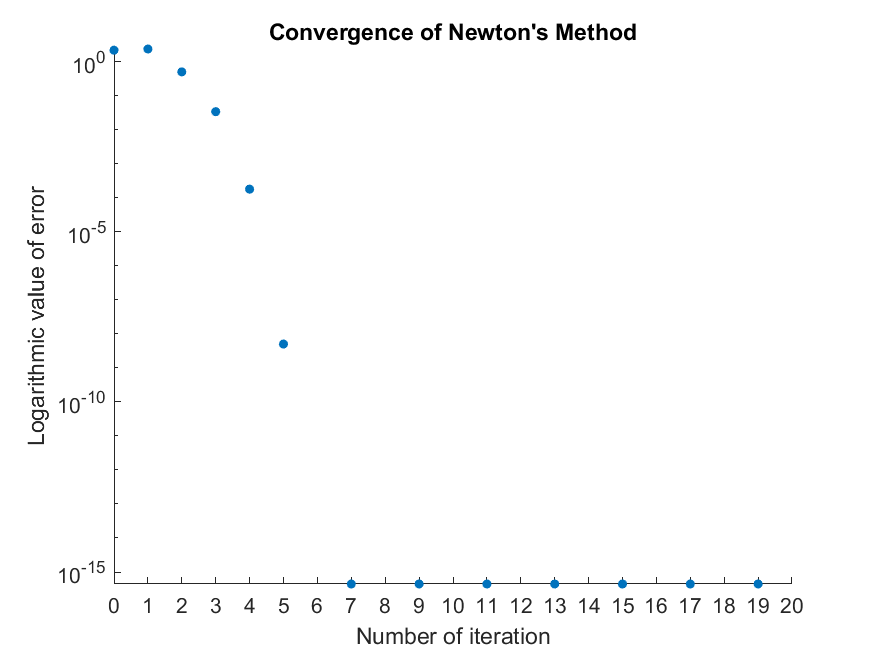 Convergence of Newton's Method
Logarithmic value of error
10^0
10^-5
10^-10
10^-15
0 1 2 3 4 5 6 7 8 9 10 11 12 13 14 15 16 17 18 19 20
Number of iteration